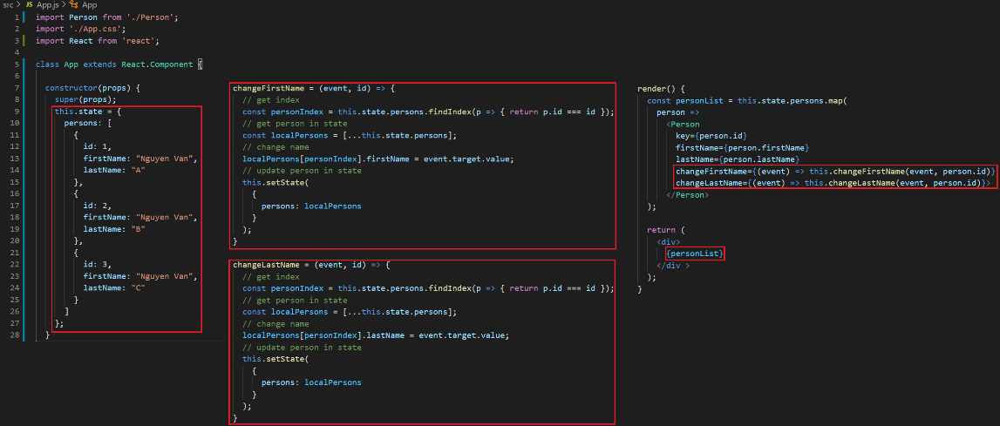 src > JS App.js > App
1 import Person from './Person';
2 import './App.css';
3 import React from 'react';
4
5 class App extends React.Component {
6
7 constructor(props) {
8 super(props);
9 this.state = {
10 persons: [
11 {
12 id: 1,
13 firstName: "Nguyen Van",
14 lastName: "A"
15 },
16 {
17 id: 2,
18 firstName: "Nguyen Van",
19 lastName: "B"
20 },
21 {
22 id: 3,
23 firstName: "Nguyen Van",
24 lastName: "C"
25 }
26 ]
27 };
28 }
changeFirstName = (event, id) => {
// get index
const personIndex = this.state.persons.findIndex(p => { return p.id === id });
// get person in state
const localPersons = [...this.state.persons];
// change name
localPersons[personIndex].firstName = event.target.value;
// update person in state
this.setState(
{
persons: localPersons
}
);
}
changeLastName = (event, id) => {
// get index
const personIndex = this.state.persons.findIndex(p => { return p.id === id });
// get person in state
const localPersons = [...this.state.persons];
// change name
localPersons[personIndex].lastName = event.target.value;
// update person in state
this.setState(
{
persons: localPersons
}
);
}
render() {
const personList = this.state.persons.map(
person =>
<Person
key={person.id}
firstName={person.firstName}
lastName={person.lastName}
changeFirstName={(event) => this.changeFirstName(event, person.id)}
changeLastName={(event) => this.changeLastName(event, person.id)}>
</Person>
);
return (
<div>
{personList}
</div >
);
}